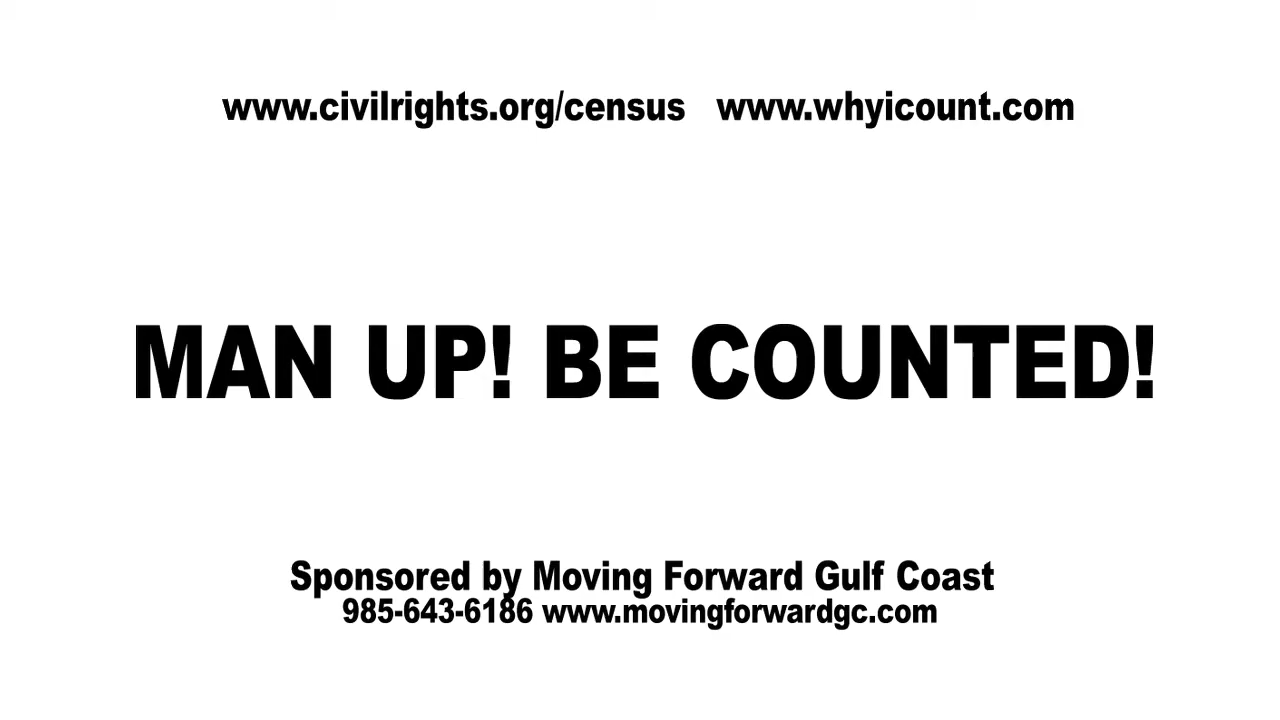 www.civilrights.org/census www.whyicount.com
MAN UP! BE COUNTED!
Sponsored by Moving Forward Gulf Coast
985-643-6186 www.movingforwardgc.com